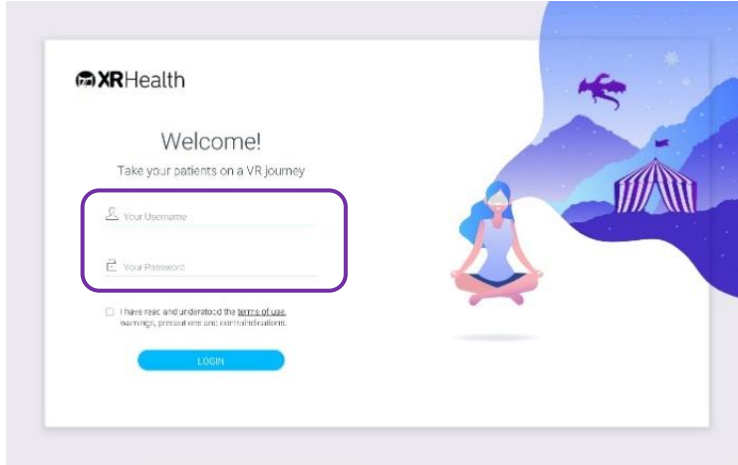 XRHealth
Welcome!
Take your patients on a VR journey
Your Username
Your Password
I have read and understood the terms of use,
warnings, precautions and contraindications.
LOGIN